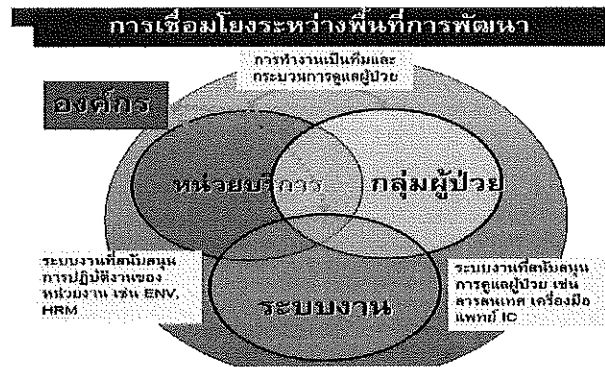 การเชื่อมโยงระหว่างพื้นที่การพัฒนา
การทำงานเป็นทีมและ
กระบวนการดูแลผู้ป่วย
องค์กร
หน่วยบริการ
กลุ่มผู้ป่วย
ระบบงานที่สนับสนุน
การปฏิบัติงานของ
หน่วยงาน เช่น ENV,
HRM
ระบบงาน
ระบบงานที่สนับสนุน
การดูแลผู้ป่วย เช่น
สารสนเทศ เครื่องมือ
แพทย์ IC